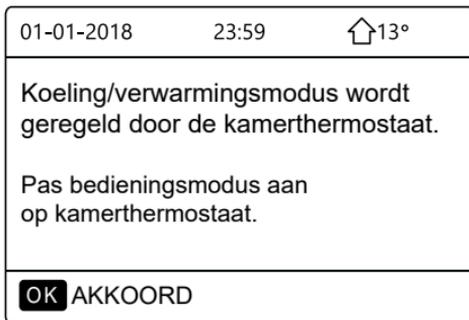 01-01-2018 23:59 13°
Koeling/verwarmingsmodus wordt
geregeld door de kamerthermostaat.
Pas bedieningsmodus aan
op kamerthermostaat.
OK AKKOORD